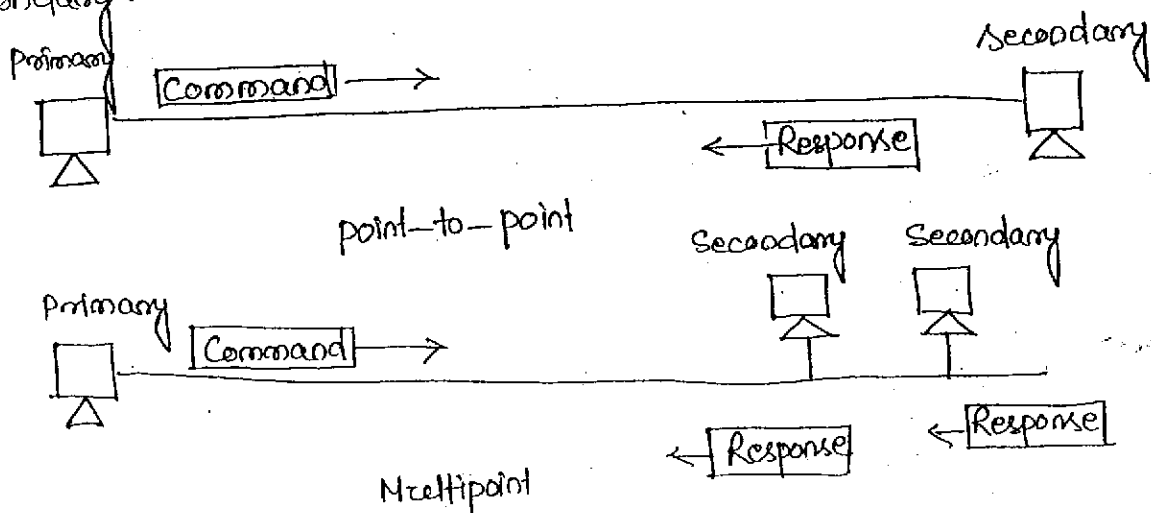 Primary
Secondary
Command
Response
point-to-point
Secondary Secondary
Primary
Command
Response
Response
Multipoint